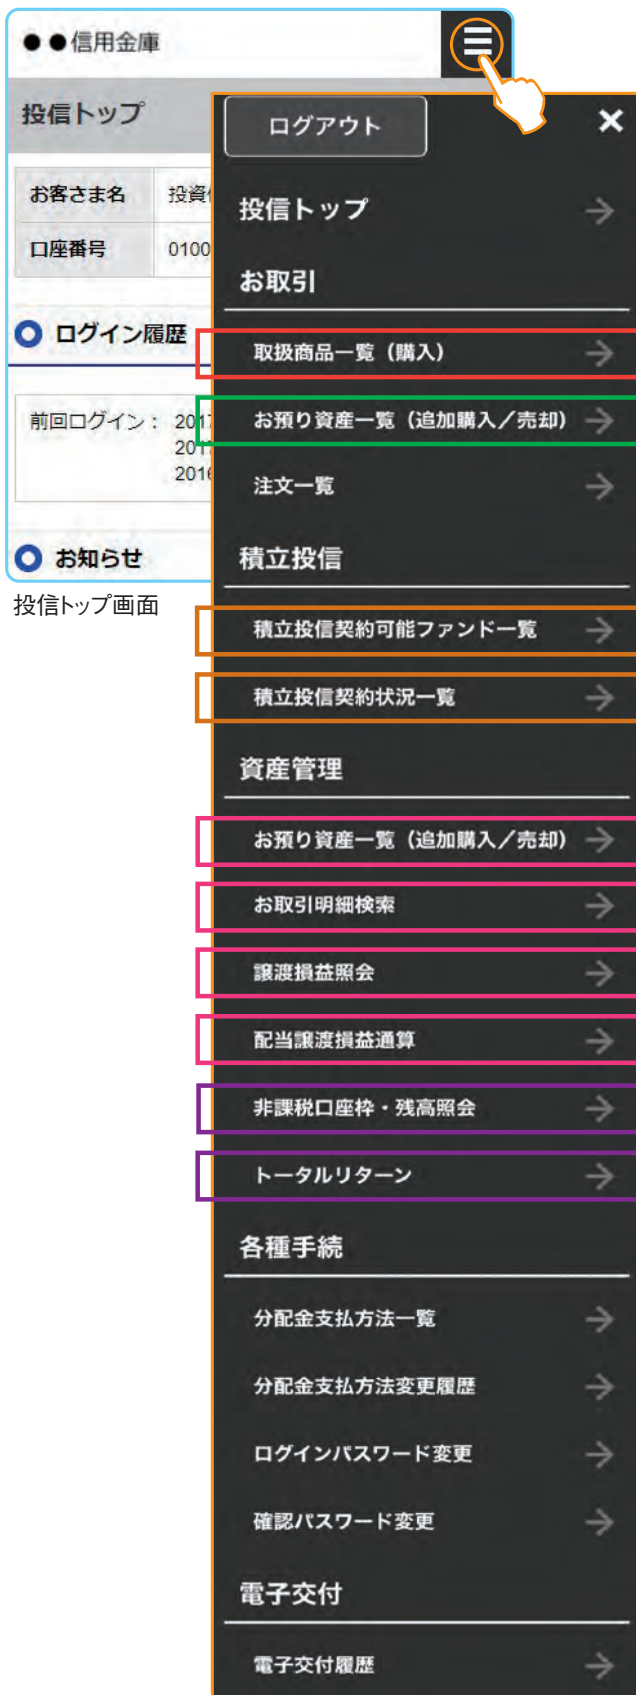 ●●信用金庫
投信トップ
お客さま名 投資
口座番号 0100
ログイン履歴
前回ログイン： 2017
201
2016
お知らせ
投信トップ画面
ログアウト
投信トップ
お取引
取扱商品一覧（購入）
お預り資産一覧（追加購入／売却）
注文一覧
積立投信
積立投信契約可能ファンド一覧
積立投信契約状況一覧
資産管理
お預り資産一覧（追加購入／売却）
お取引明細検索
譲渡損益照会
配当譲渡損益通算
非課税口座枠・残高照会
トータルリターン
各種手続
分配金支払方法一覧
分配金支払方法変更履歴
ログインパスワード変更
確認パスワード変更
電子交付
電子交付履歴